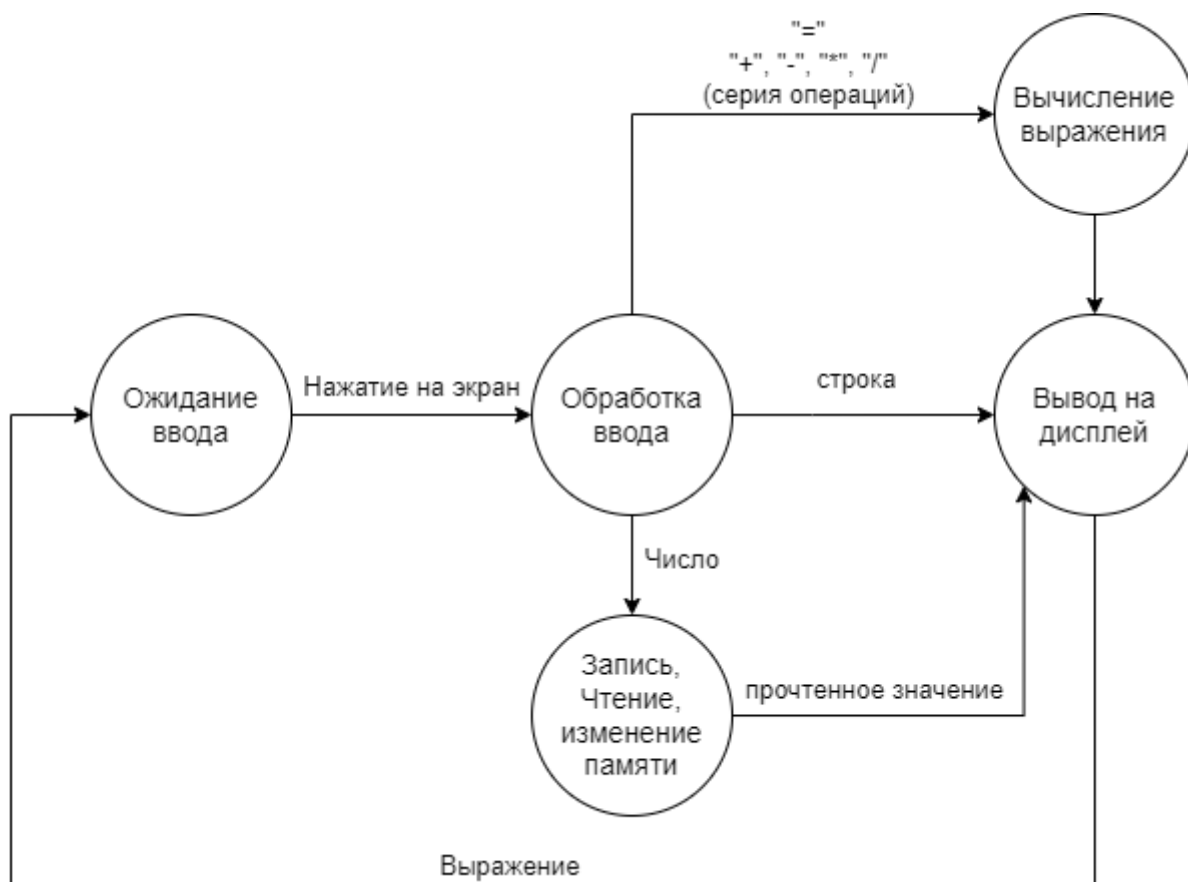 "="
"+", "-", "*", "/"
(серия операций)
Вычисление
выражения
Ожидание
ввода
Нажатие на экран
Обработка
ввода
строка
Вывод на
дисплей
Число
Запись,
Чтение,
изменение
памяти
прочтенное значение
Выражение